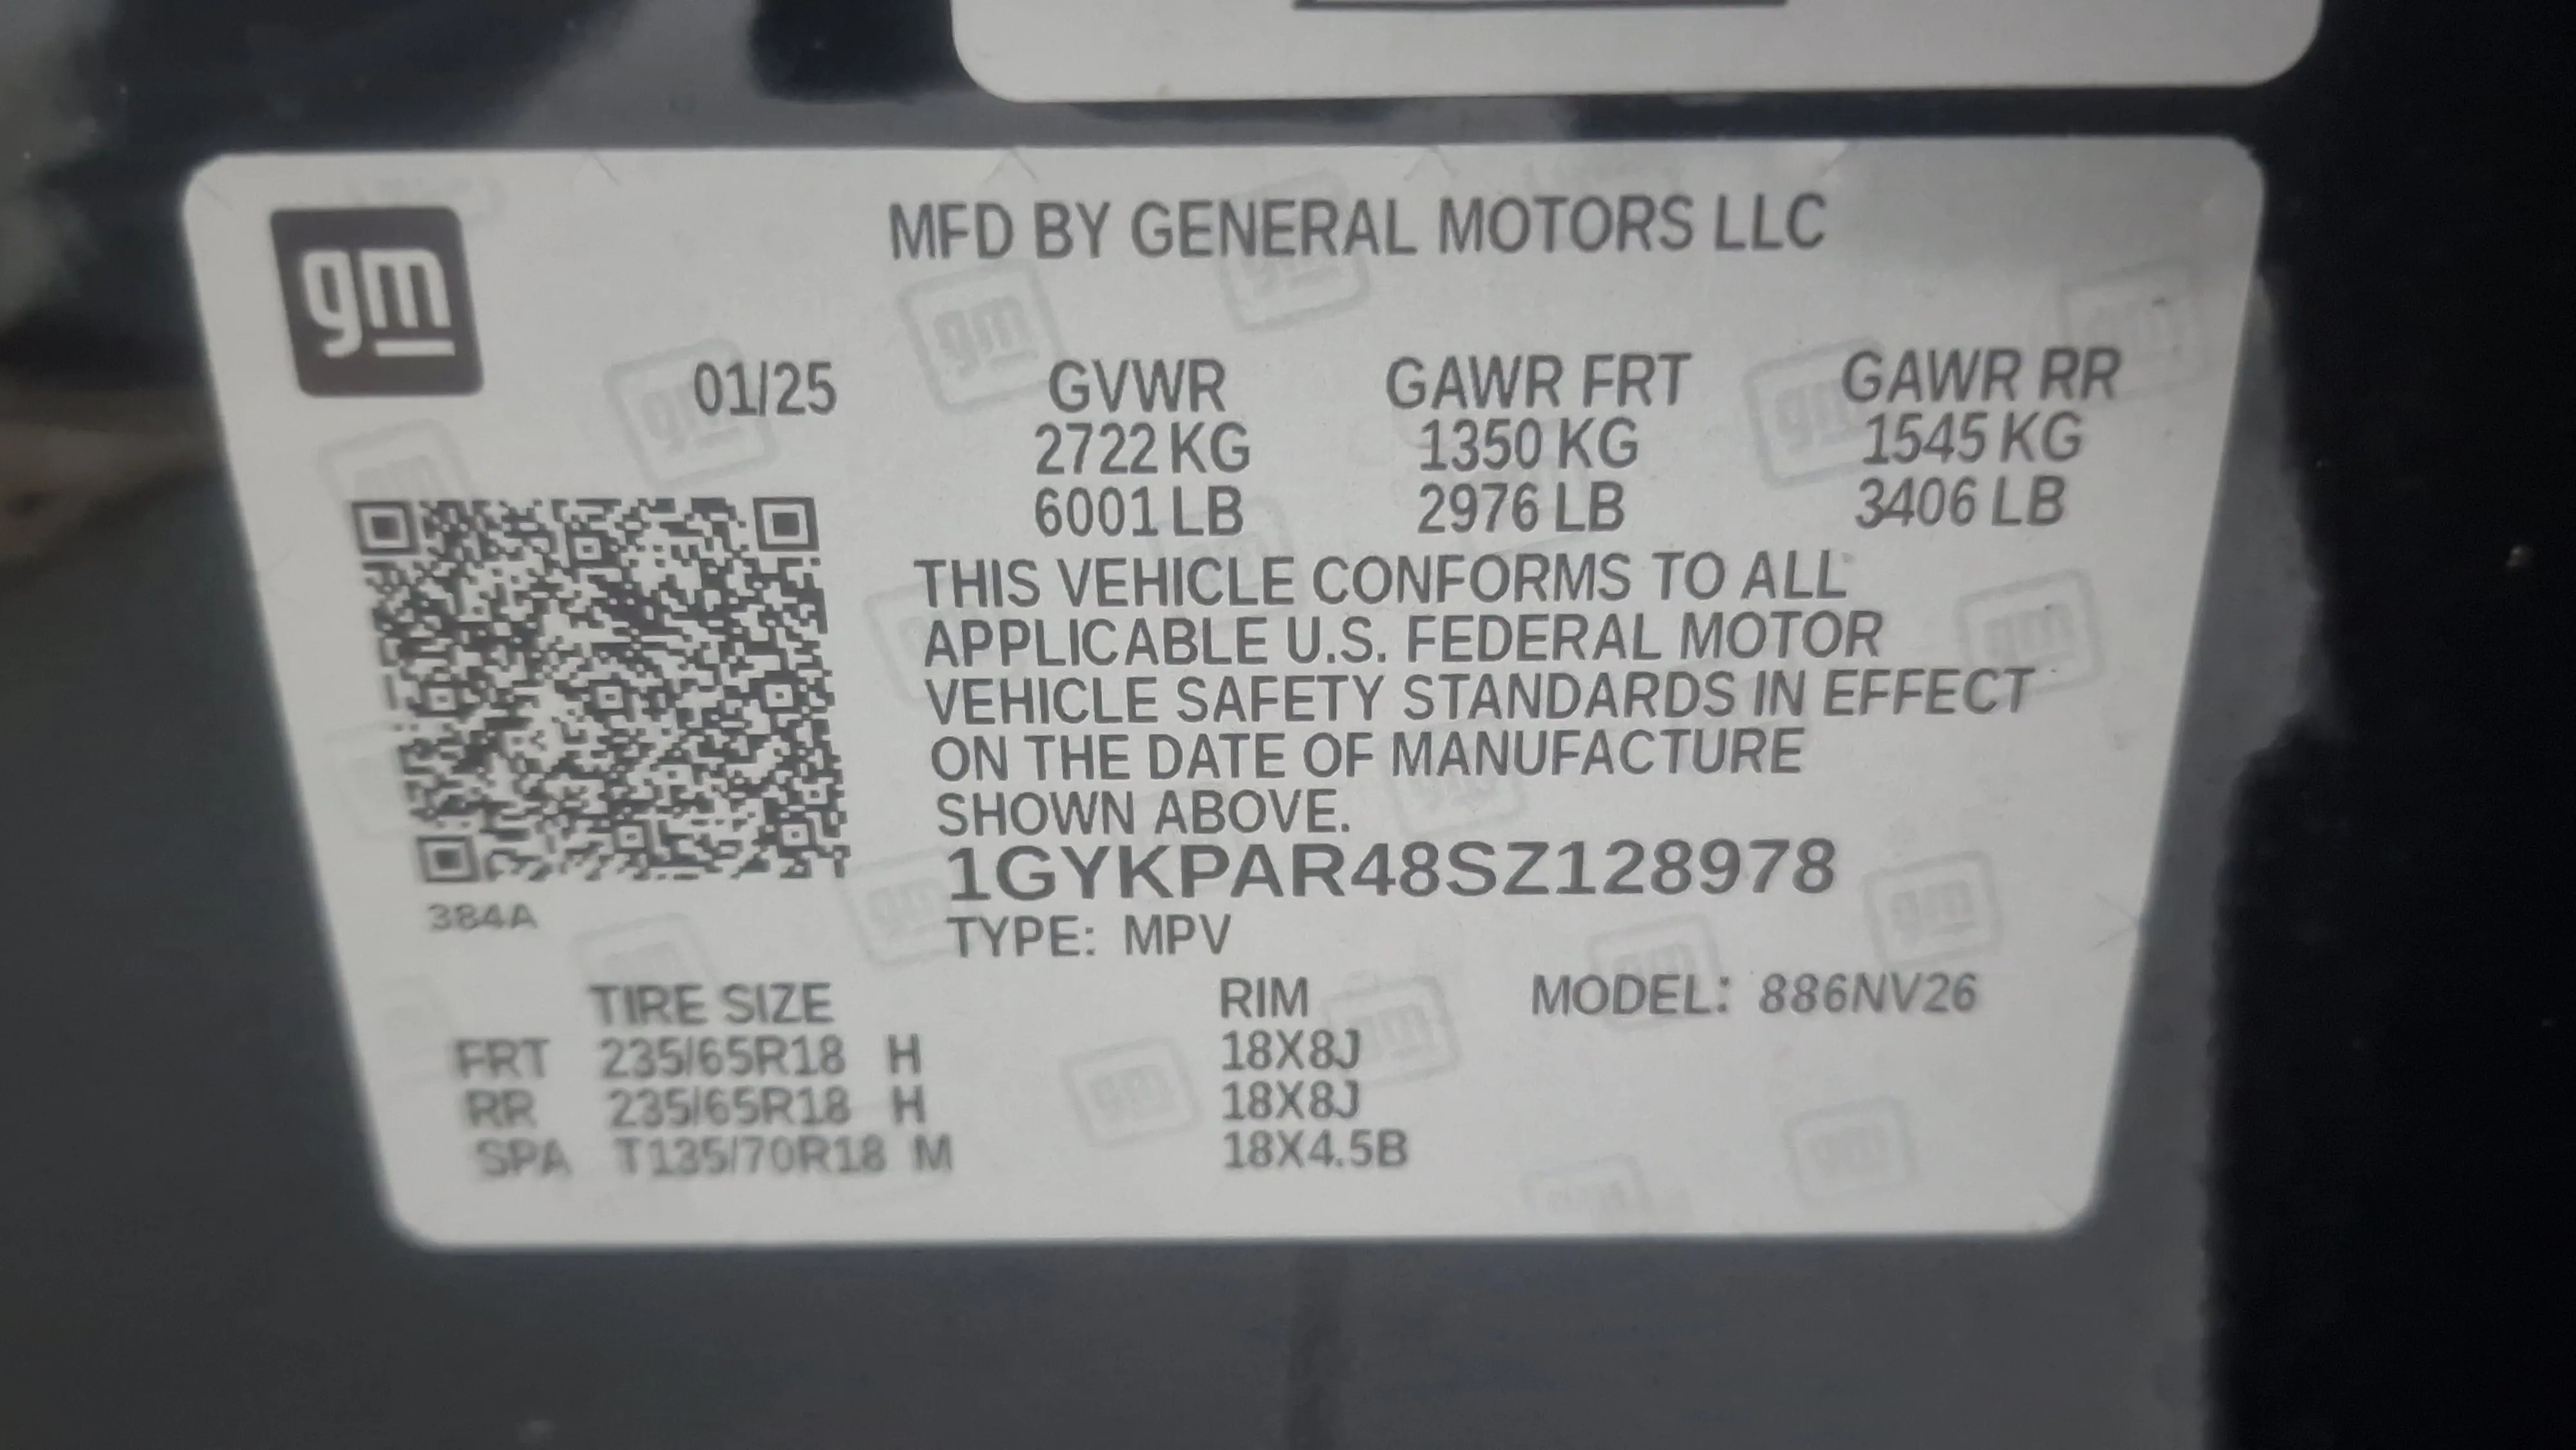 gm
MFD BY GENERAL MOTORS LLC
01/25 GVWR GAWR FRT GAWR RR
2722 KG 1350 KG 1545 KG
6001 LB 2976 LB 3406 LB
THIS VEHICLE CONFORMS TO ALL
APPLICABLE U.S. FEDERAL MOTOR
VEHICLE SAFETY STANDARDS IN EFFECT
ON THE DATE OF MANUFACTURE
SHOWN ABOVE.
1GYKPAR48SZ128978
384A
TYPE: MPV
TIRE SIZE RIM MODEL: 886NV26
FRT 235/65R18 H 18X8J
RR 235/65R18 H 18X8J
SPA T135/70R18 M 18X4.5B